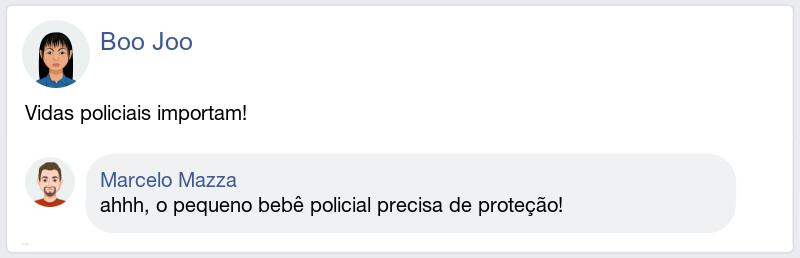 Boo Joo
Vidas policiais importam!
Marcelo Mazza
ahhh, o pequeno bebê policial precisa de proteção!